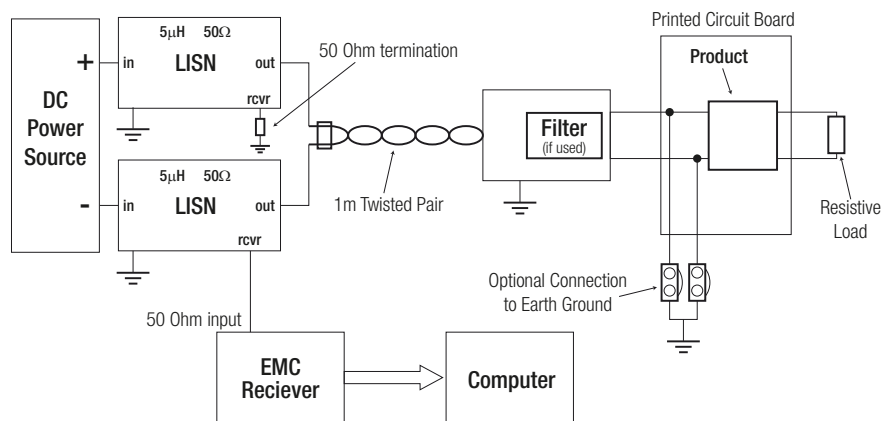 Printed Circuit Board
5μH 50Ω
LISN
in
out
rcvr
50 Ohm termination
+
DC
Power
Source
-
5μH 50Ω
LISN
in
out
rcvr
1m Twisted Pair
Filter
(if used)
Product
Resistive
Load
Optional Connection
to Earth Ground
50 Ohm input
EMC
Reciever
Computer